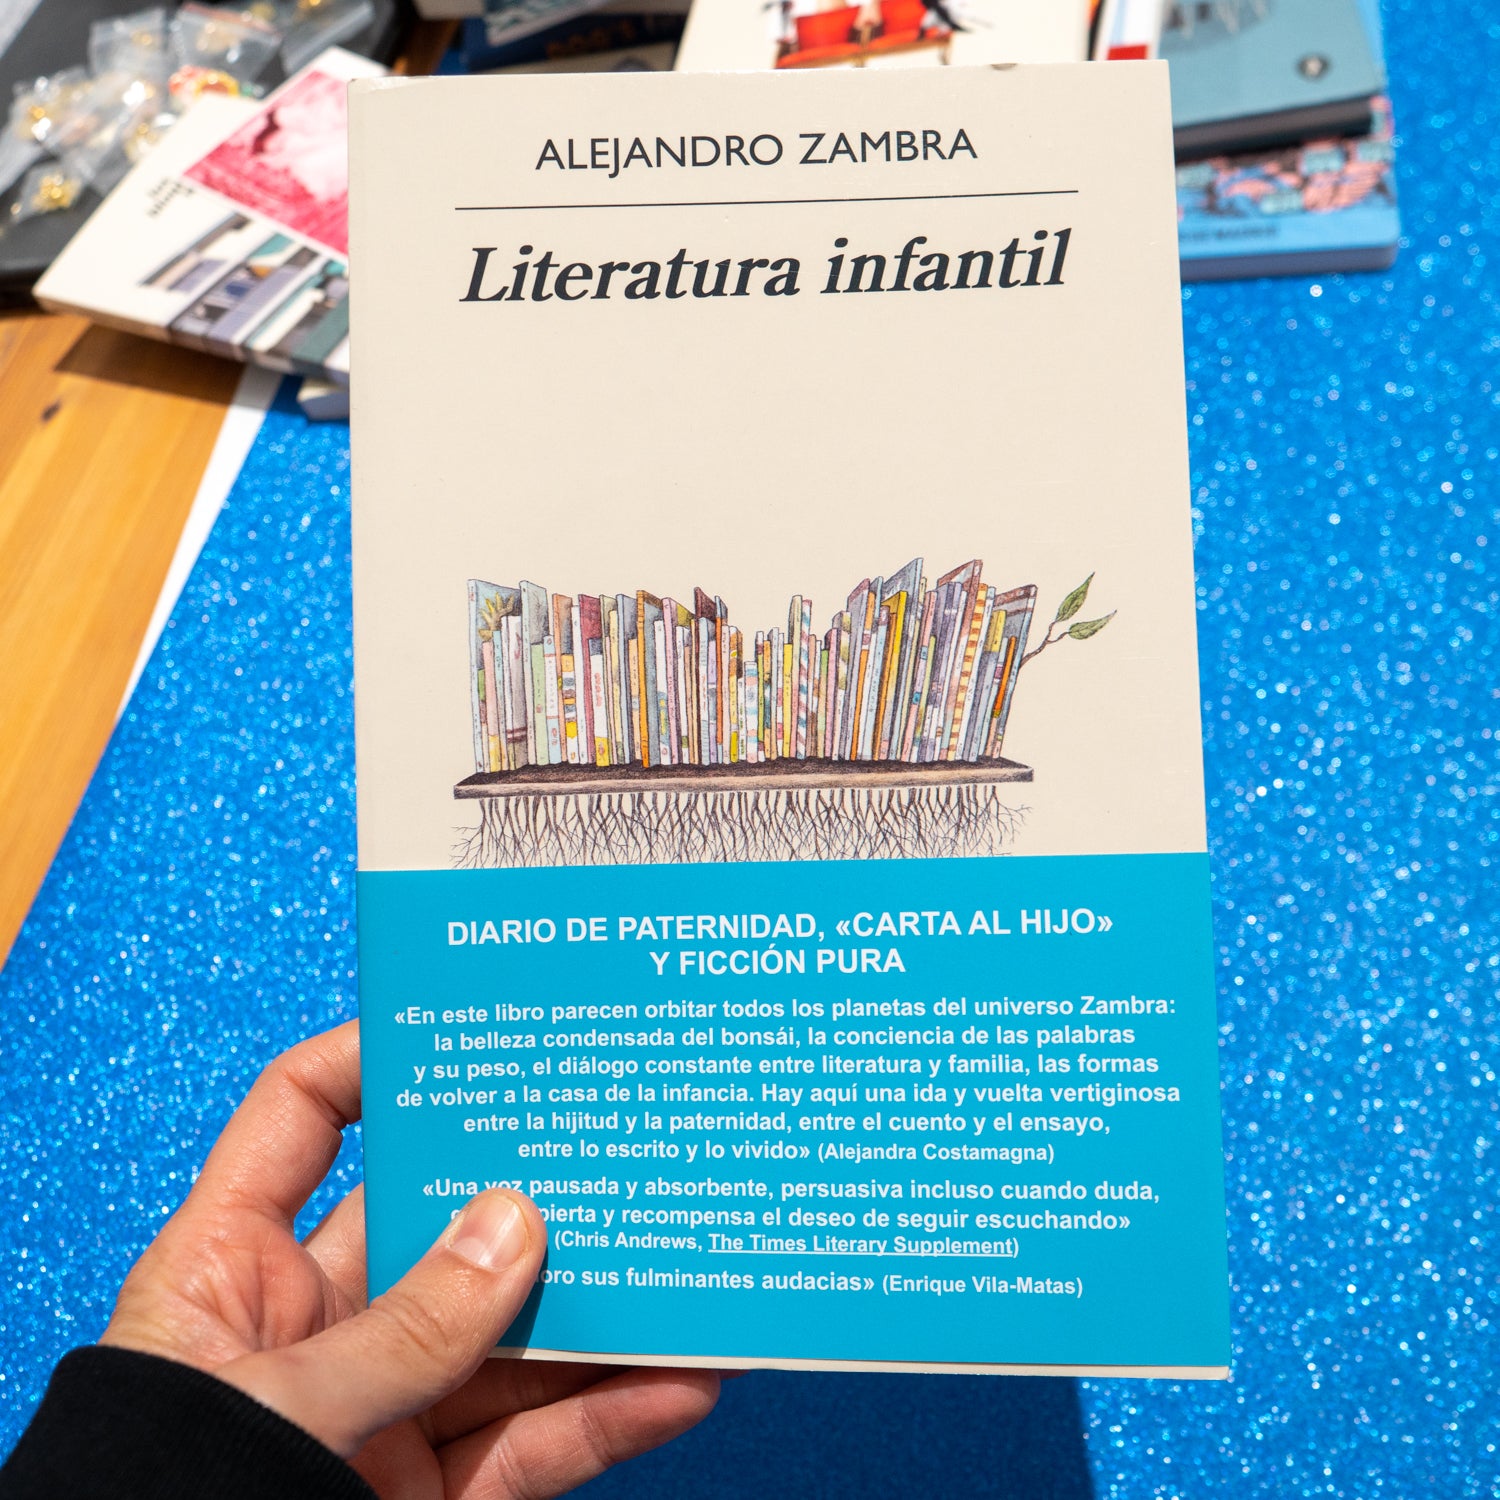 ALEJANDRO ZAMBRA
Literatura infantil
DIARIO DE PATERNIDAD, «CARTA AL HIJO»
Y FICCIÓN PURA
«En este libro parecen orbitar todos los planetas del universo Zambra:
la belleza condensada del bonsái, la conciencia de las palabras
y su peso, el diálogo constante entre literatura y familia, las formas
de volver a la casa de la infancia. Hay aquí una ida y vuelta vertiginosa
entre la hijitud y la paternidad, entre el cuento y el ensayo,
entre lo escrito y lo vivido» (Alejandra Costamagna)
«Una voz pausada y absorbente, persuasiva incluso cuando duda,
y recompensa el deseo de seguir escuchando»
(Chris Andrews, The Times Literary Supplement)
sus fulminantes audacias» (Enrique Vila-Matas)